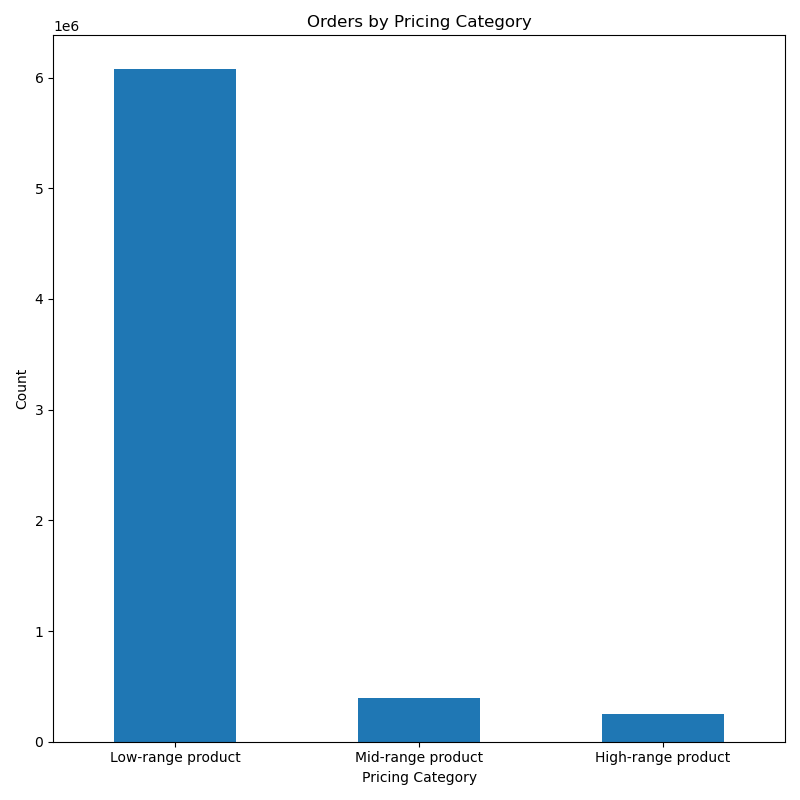 Orders by Pricing Category
1e6
6
5
4
3
2
1
0
Count
Low-range product
Mid-range product
High-range product
Pricing Category